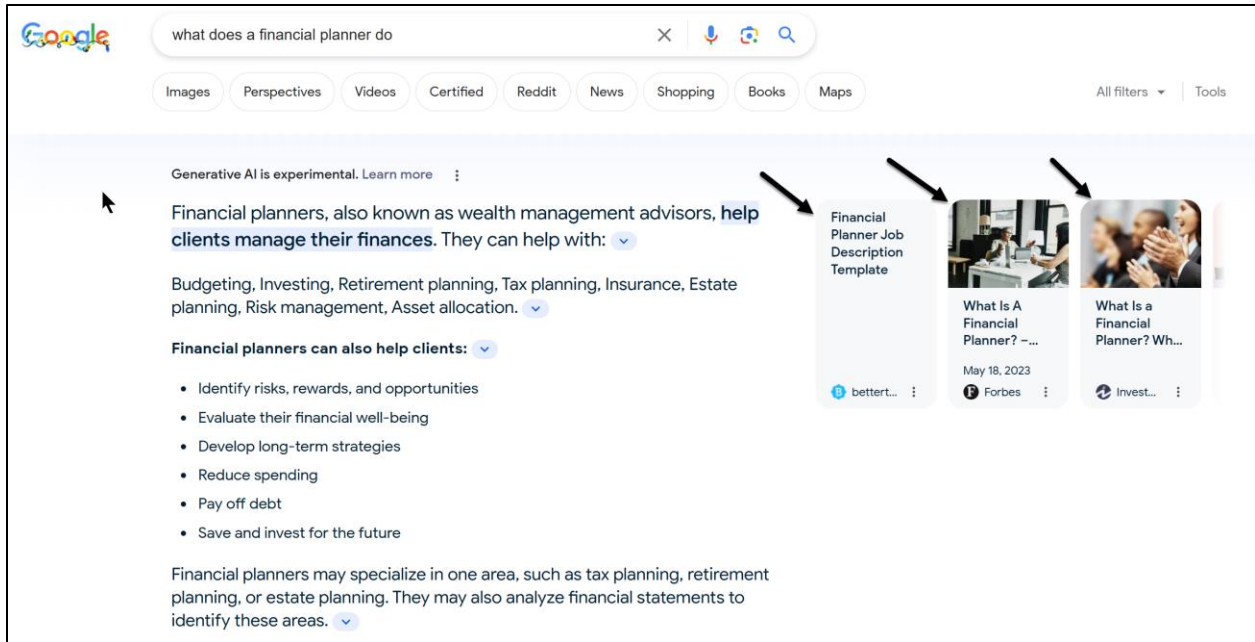 Google
what does a financial planner do
Images Perspectives Videos Certified Reddit News Shopping Books Maps All filters Tools
Generative AI is experimental. Learn more
Financial planners, also known as wealth management advisors, help
clients manage their finances. They can help with:
Budgeting, Investing, Retirement planning, Tax planning, Insurance, Estate
planning, Risk management, Asset allocation.
Financial planners can also help clients:
• Identify risks, rewards, and opportunities
• Evaluate their financial well-being
• Develop long-term strategies
• Reduce spending
• Pay off debt
• Save and invest for the future
Financial planners may specialize in one area, such as tax planning, retirement
planning, or estate planning. They may also analyze financial statements to
identify these areas.
Financial
Planner Job
Description
Template
bettert...
What Is A
Financial
Planner? –...
May 18, 2023
Forbes
What Is a
Financial
Planner? Wh...
Invest...